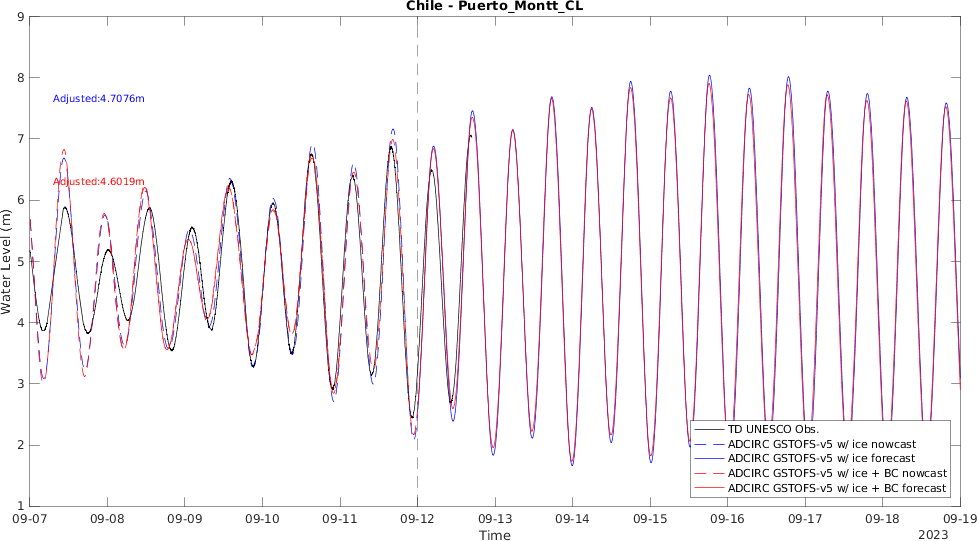 Chile - Puerto_Montt_CL
9
8
7
6
5
4
3
2
1
Water Level (m)
Adjusted:4.7076m
Adjusted:4.6019m
TD UNESCO Obs.
ADCIRC GSTOFS-v5 w/ ice nowcast
ADCIRC GSTOFS-v5 w/ ice forecast
ADCIRC GSTOFS-v5 w/ ice + BC nowcast
ADCIRC GSTOFS-v5 w/ ice + BC forecast
09-07 09-08 09-09 09-10 09-11 09-12 09-13 09-14 09-15 09-16 09-17 09-18 09-19
Time
2023